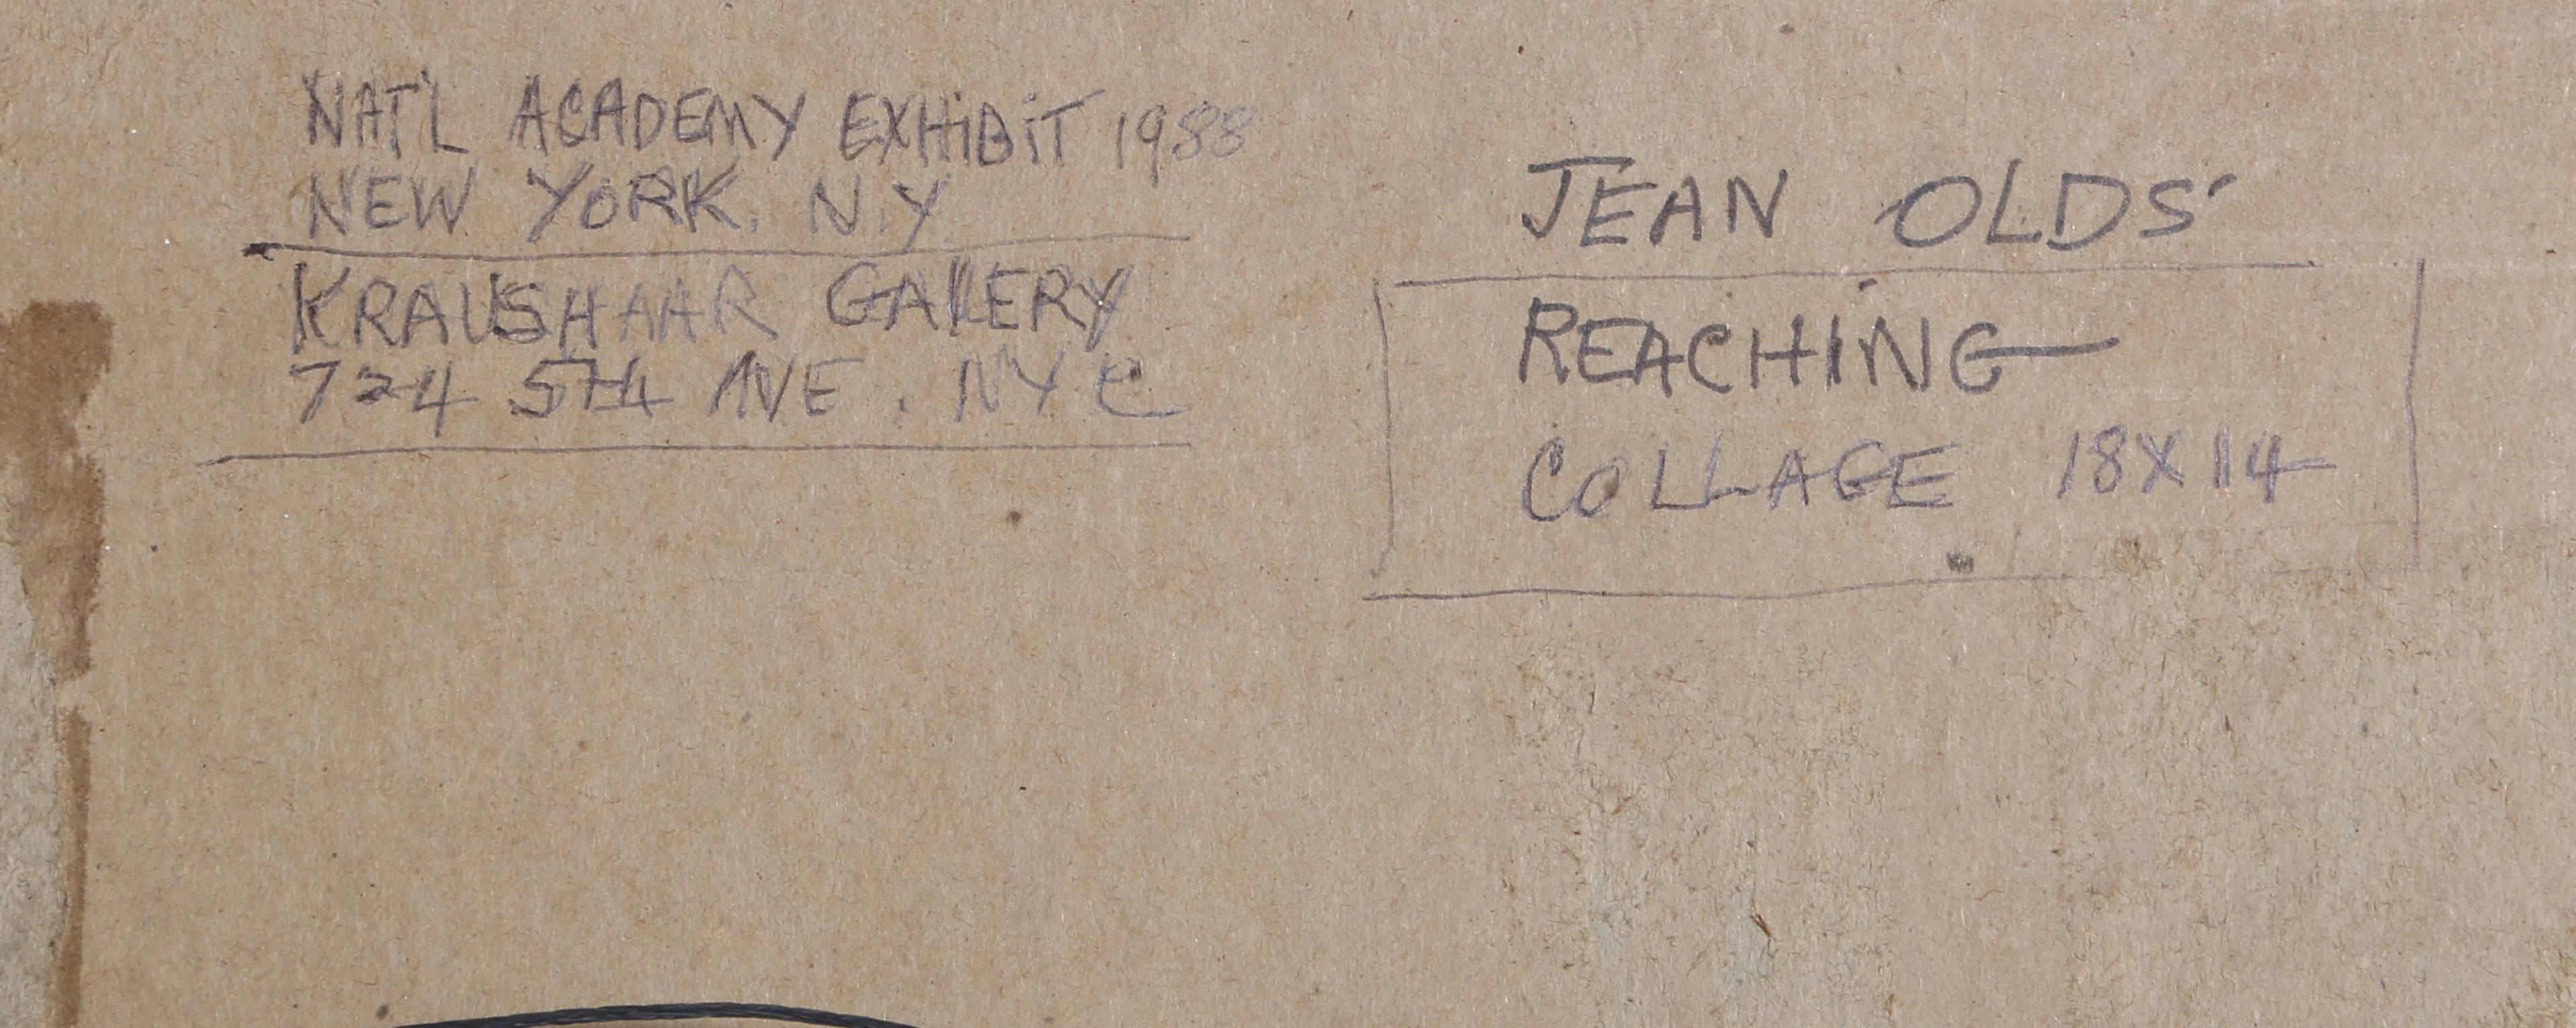 NAT'L ACADEMY EXHIBIT 1988
NEW YORK. N.Y
KRAUSHAAR GALLERY
724 5TH AVE. NYC
JEAN OLDS
REACHING
COLLAGE 18X14